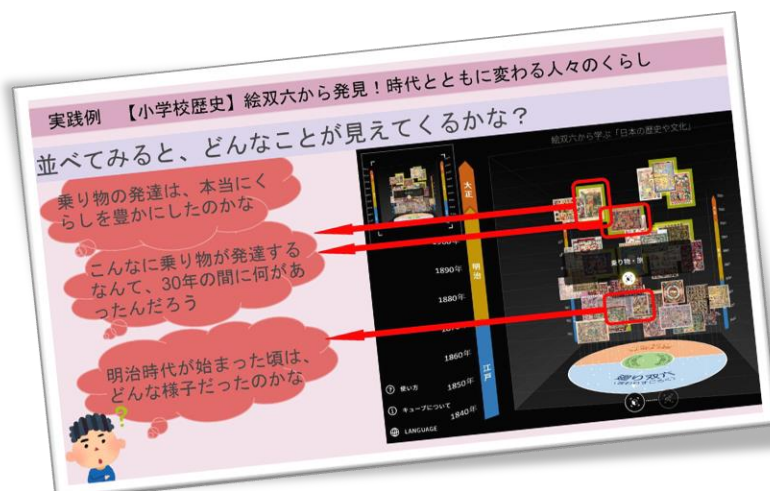 実践例 【小学校歴史】絵双六から発見！時代とともに変わる人々のくらし
並べてみると、どんなことが見えてくるかな？
乗り物の発達は、本当にく
らしを豊かにしたのかな
こんなに乗り物が発達する
なんて、30年の間に何があ
ったんだろう
明治時代が始まった頃は、
どんな様子だったのかな
絵双六から学ぶ「日本の歴史や文化」
大正
明治
江戸
1890年
1880年
1860年
1850年
1840年
乗り物・旅
使い方
キューブについて
LANGUAGE